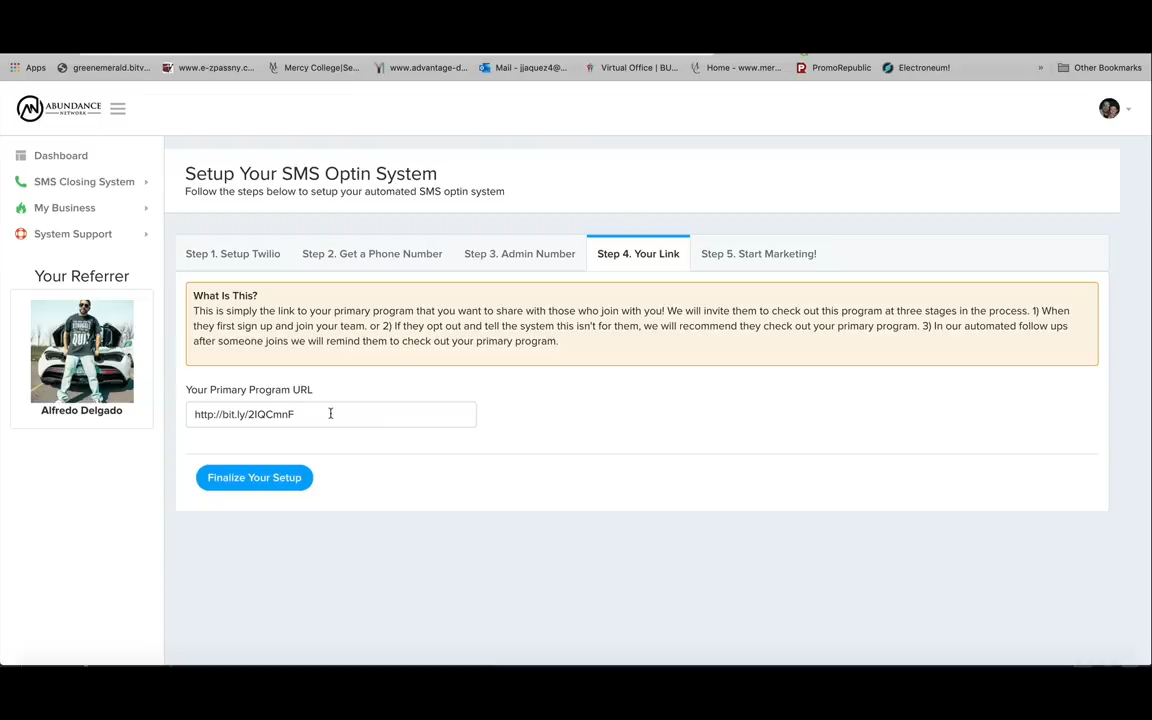 Apps
greenemerald.bitv...
www.e-zpassny.c...
Mercy College|Se...
www.advantage-d...
Mail - jjaquez4@...
Virtual Office | BU...
Home - www.mer...
PromoRepublic
Electroneum!
»
Other Bookmarks
ABUNDANCE
NETWORK
Dashboard
SMS Closing System
My Business
System Support
Your Referrer
Alfredo Delgado
Setup Your SMS Optin System
Follow the steps below to setup your automated SMS optin system
Step 1. Setup Twilio
Step 2. Get a Phone Number
Step 3. Admin Number
Step 4. Your Link
Step 5. Start Marketing!
What Is This?
This is simply the link to your primary program that you want to share with those who join with you! We will invite them to check out this program at three stages in the process. 1) When
they first sign up and join your team. or 2) If they opt out and tell the system this isn't for them, we will recommend they check out your primary program. 3) In our automated follow ups
after someone joins we will remind them to check out your primary program.
Your Primary Program URL
http://bit.ly/2IQCmnF
Finalize Your Setup